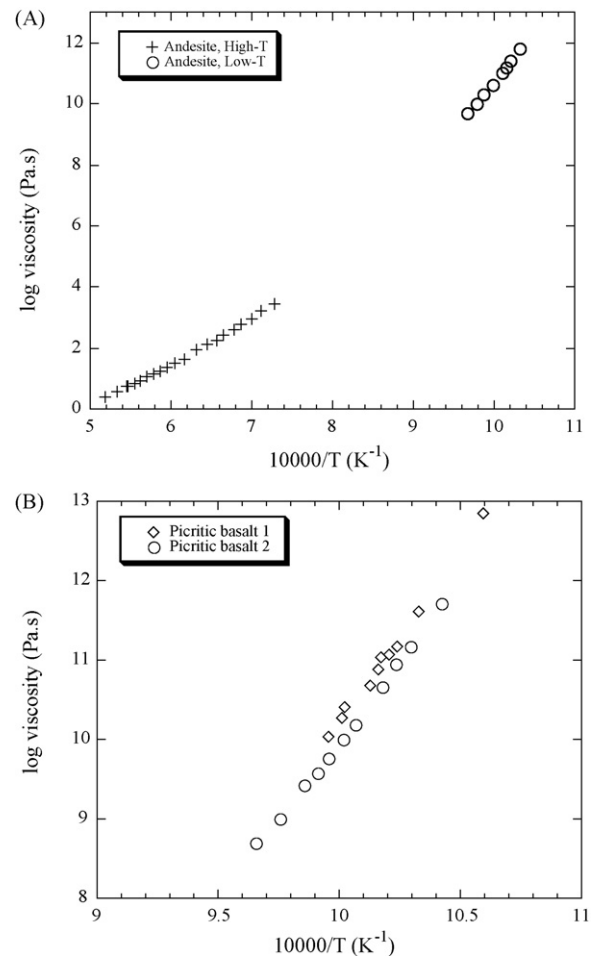 (A)
Andesite, High-T
Andesite, Low-T
12
10
8
6
4
2
0
log viscosity (Pa.s)
5 6 7 8 9 10 11
10000/T (K⁻¹)
(B)
Picritic basalt 1
Picritic basalt 2
13
12
11
10
9
8
log viscosity (Pa.s)
9 9.5 10 10.5 11
10000/T (K⁻¹)